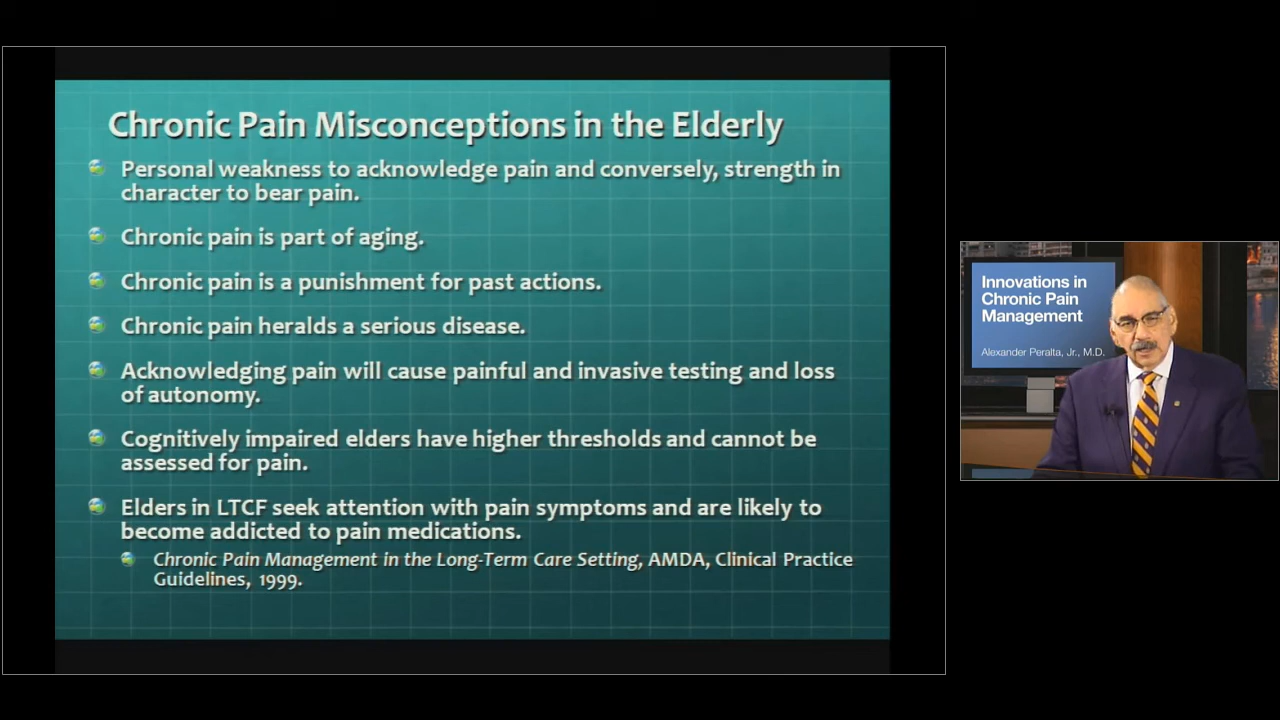 Chronic Pain Misconceptions in the Elderly
Personal weakness to acknowledge pain and conversely, strength in
character to bear pain.
Chronic pain is part of aging.
Chronic pain is a punishment for past actions.
Chronic pain heralds a serious disease.
Acknowledging pain will cause painful and invasive testing and loss
of autonomy.
Cognitively impaired elders have higher thresholds and cannot be
assessed for pain.
Elders in LTCF seek attention with pain symptoms and are likely to
become addicted to pain medications.
Chronic Pain Management in the Long-Term Care Setting, AMDA, Clinical Practice
Guidelines, 1999.
Innovations in
Chronic Pain
Management
Alexander Peralta, Jr., M.D.